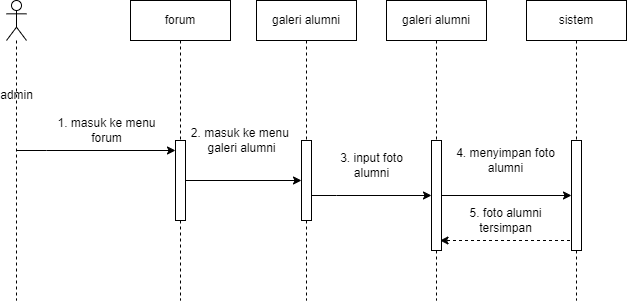 forum
galeri alumni
galeri alumni
sistem
admin
1. masuk ke menu
forum
2. masuk ke menu
galeri alumni
3. input foto
alumni
4. menyimpan foto
alumni
5. foto alumni
tersimpan